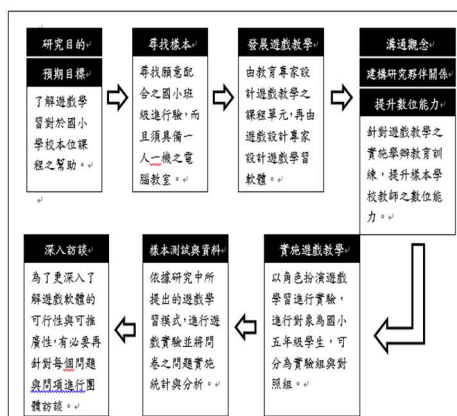 研究目的
預期目標
了解遊戲學
習對於國小
學校本位課
程之幫助。
尋找樣本
尋找願意配
合之國小班
級進行驗，而
且須具備一
人一機之電
腦教室。
發展遊戲教學
由教育專家設
計遊戲教學之
課程單元，再由
遊戲設計專家
設計遊戲學習
軟體。
溝通觀念
建構研究夥伴關係
提升數位能力
針對遊戲教學之
實施舉辦教育訓
練，提升樣本學
校教師之數位能
力。
實施遊戲教學
以角色扮演遊戲
學習進行實驗，
進行對象為國小
五年級學生，可
分為實驗組與對
照組。
樣本測試與資料
依據研究中所
提出的遊戲學
習模式，進行遊
戲實驗並將問
卷之問題實施
統計與分析。
深入訪談
為了更深入了
解遊戲軟體的
可行性與可推
廣性，有必要再
針對每個問題
與問項進行團
體訪談。